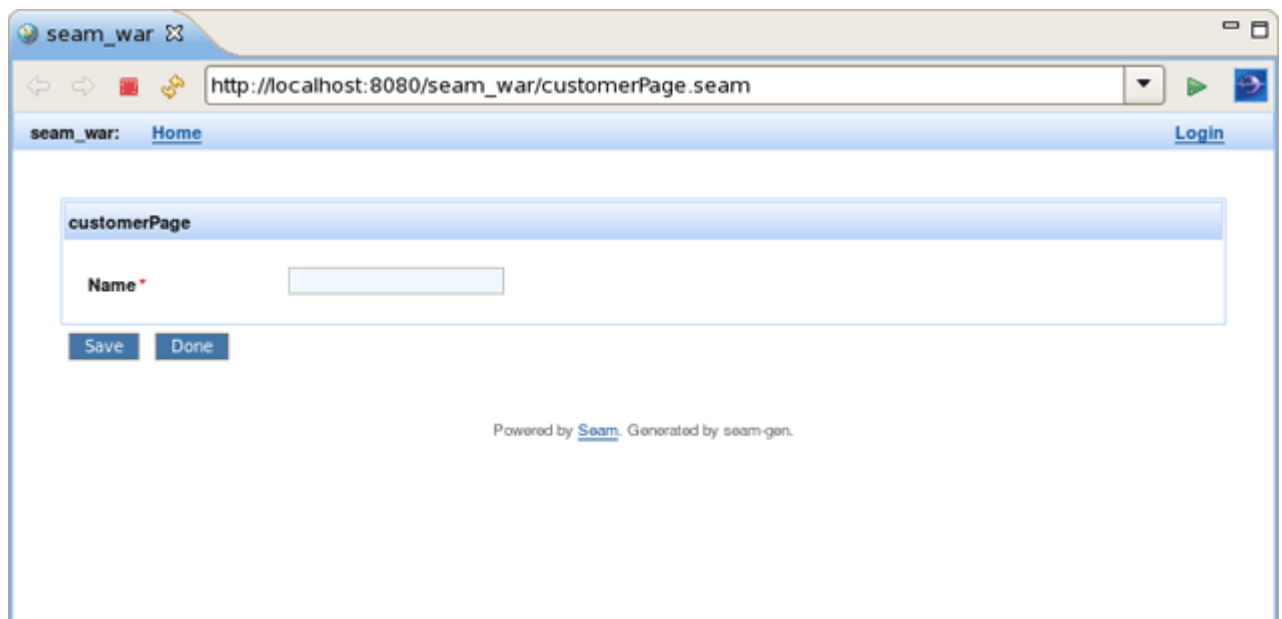 seam_war
http://localhost:8080/seam_war/customerPage.seam
seam_war: Home Login
customerPage
Name*
Save Done
Powered by Seam. Generated by seam-gen.